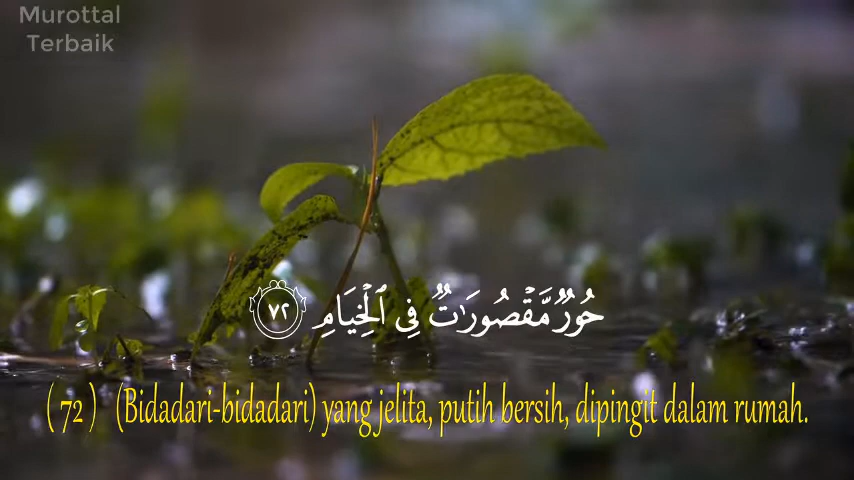 Murottal
Terbaik
حُورٌ مَّقْصُورَٰتٌ فِى ٱلْخِيَامِ ٧٢
( 72 ) (Bidadari-bidadari) yang jelita, putih bersih, dipingit dalam rumah.